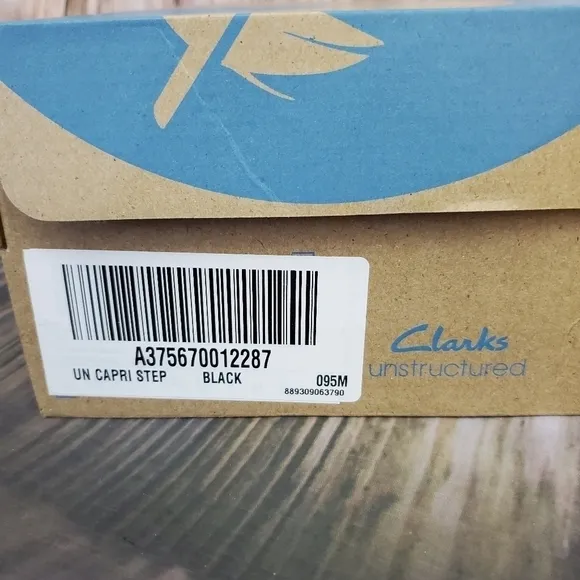 A375670012287
UN CAPRI STEP BLACK 095M
889309063790
Clarks
unstructured